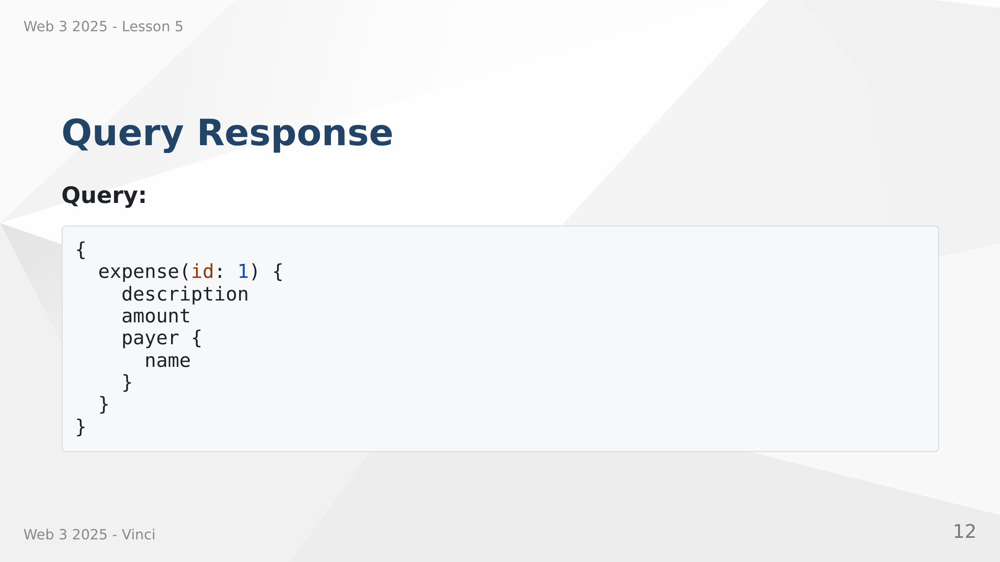 Web 3 2025 - Lesson 5
Query Response
Query:
{
  expense(id: 1) {
    description
    amount
    payer {
      name
    }
  }
}
Web 3 2025 - Vinci
12